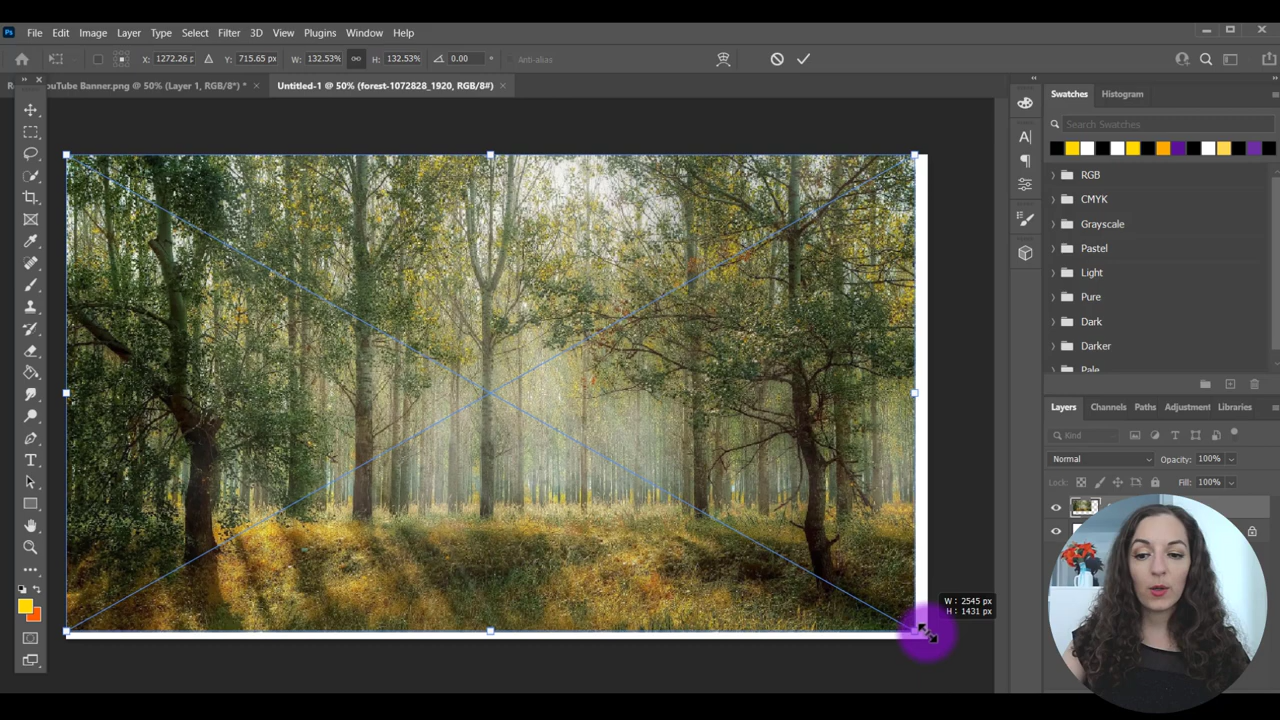 Ps File Edit Image Layer Type Select Filter 3D View Plugins Window Help
X: 1272.26 p Y: 715.65 px W: 132.53% H: 132.53% 0.00 ° Anti-alias
YouTube Banner.png @ 50% (Layer 1, RGB/8*) * × Untitled-1 @ 50% (forest-1072828_1920, RGB/8#) ×
Swatches Histogram
Search Swatches
RGB
CMYK
Grayscale
Pastel
Light
Pure
Dark
Darker
Pale
Layers Channels Paths Adjustment Libraries
Kind
Normal Opacity: 100%
Lock: Fill: 100%
W: 2545 px
H: 1431 px